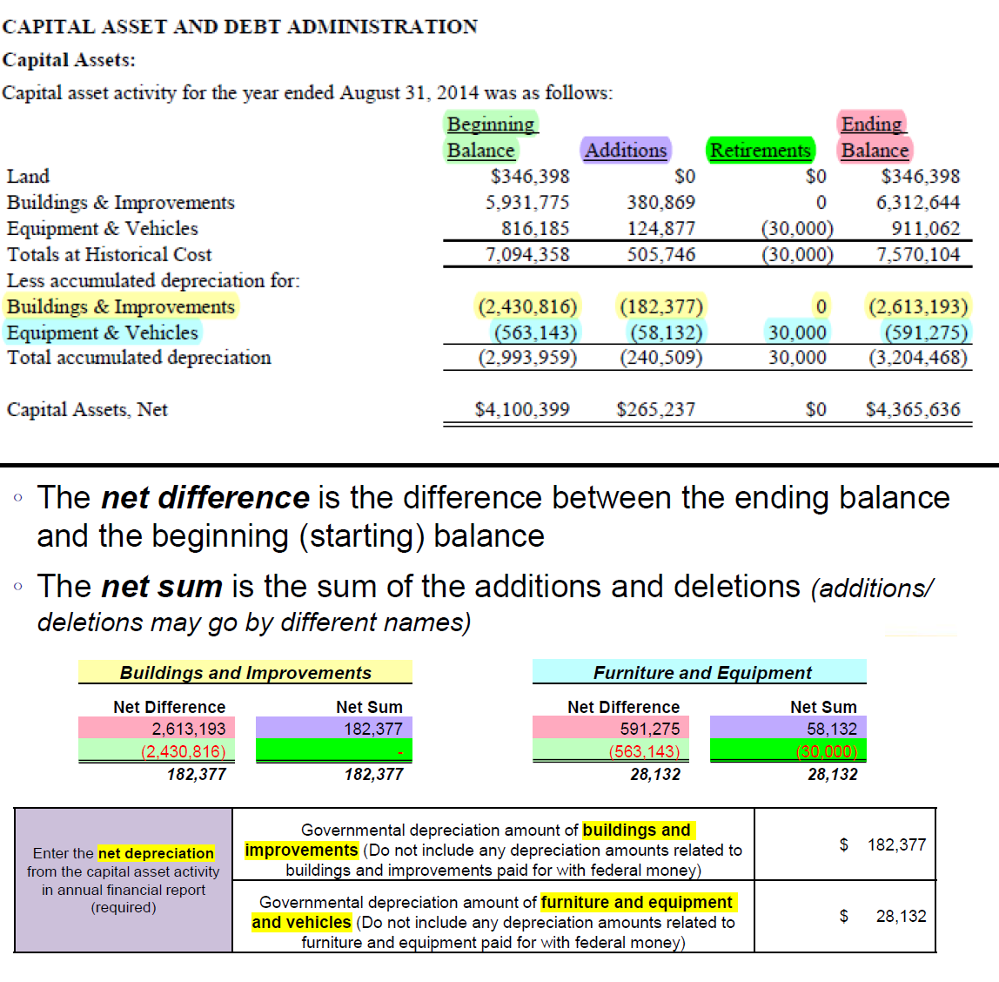 CAPITAL ASSET AND DEBT ADMINISTRATION
Capital Assets:
Capital asset activity for the year ended August 31, 2014 was as follows:
Beginning Ending
Balance Additions Retirements Balance
Land $346,398 $0 $0 $346,398
Buildings & Improvements 5,931,775 380,869 0 6,312,644
Equipment & Vehicles 816,185 124,877 (30,000) 911,062
Totals at Historical Cost 7,094,358 505,746 (30,000) 7,570,104
Less accumulated depreciation for:
Buildings & Improvements (2,430,816) (182,377) 0 (2,613,193)
Equipment & Vehicles (563,143) (58,132) 30,000 (591,275)
Total accumulated depreciation (2,993,959) (240,509) 30,000 (3,204,468)
Capital Assets, Net $4,100,399 $265,237 $0 $4,365,636
◦ The net difference is the difference between the ending balance
and the beginning (starting) balance
◦ The net sum is the sum of the additions and deletions (additions/
deletions may go by different names)
Buildings and Improvements Furniture and Equipment
Net Difference Net Sum Net Difference Net Sum
2,613,193 182,377 591,275 58,132
(2,430,816) - (563,143) (30,000)
182,377 182,377 28,132 28,132
Enter the net depreciation
from the capital asset activity
in annual financial report
(required)
Governmental depreciation amount of buildings and
improvements (Do not include any depreciation amounts related to
buildings and improvements paid for with federal money)
$ 182,377
Governmental depreciation amount of furniture and equipment
and vehicles (Do not include any depreciation amounts related to
furniture and equipment paid for with federal money)
$ 28,132